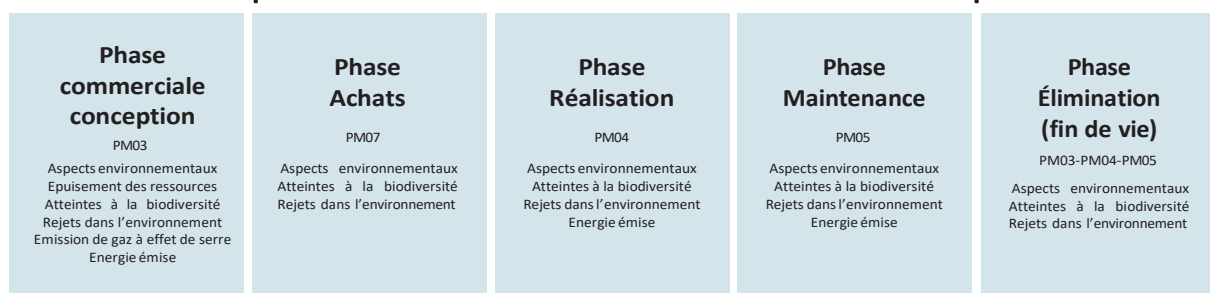 Phase
commerciale
conception
PM03
Aspects environnementaux
Epuisement des ressources
Atteintes à la biodiversité
Rejets dans l'environnement
Emission de gaz à effet de serre
Energie émise
Phase
Achats
PM07
Aspects environnementaux
Atteintes à la biodiversité
Rejets dans l'environnement
Phase
Réalisation
PM04
Aspects environnementaux
Atteintes à la biodiversité
Rejets dans l'environnement
Energie émise
Phase
Maintenance
PM05
Aspects environnementaux
Atteintes à la biodiversité
Rejets dans l'environnement
Energie émise
Phase
Élimination
(fin de vie)
PM03-PM04-PM05
Aspects environnementaux
Atteintes à la biodiversité
Rejets dans l'environnement